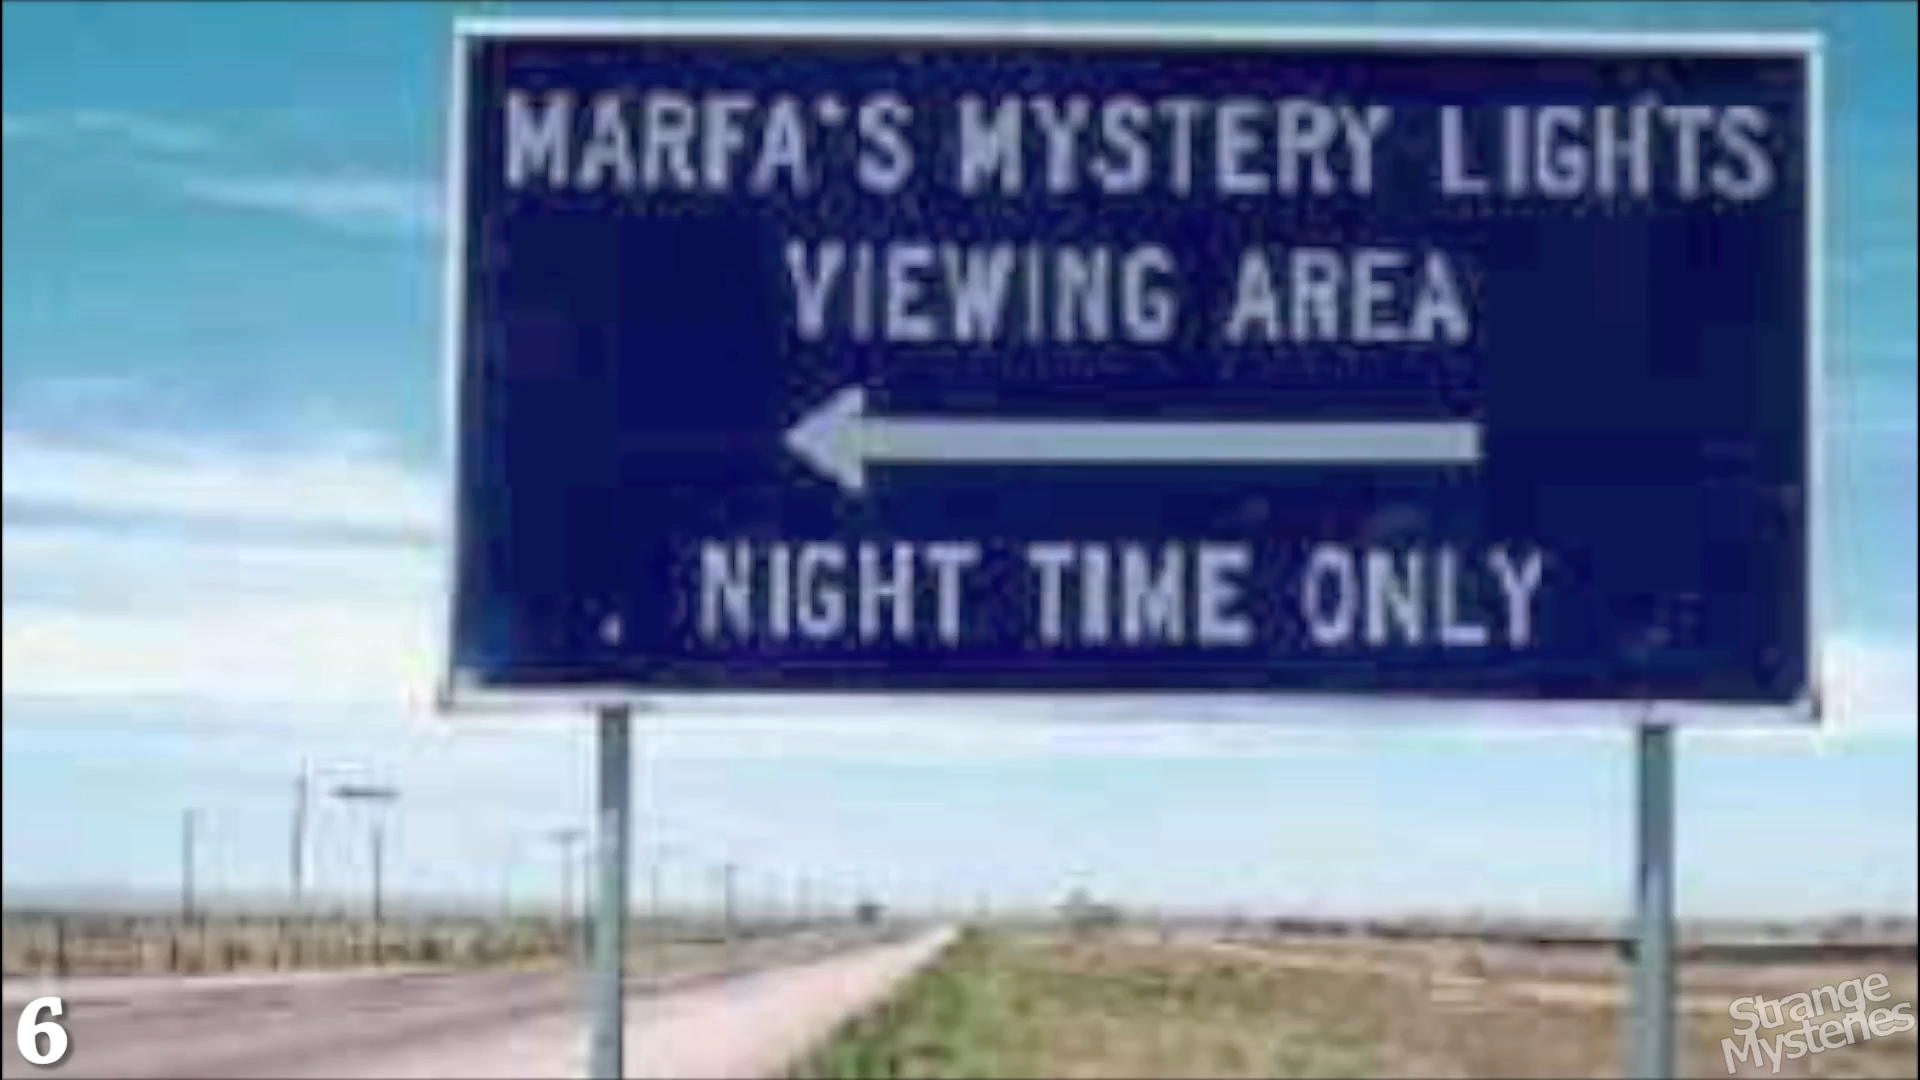 MARFA'S MYSTERY LIGHTS
VIEWING AREA
NIGHT TIME ONLY
6
Strange
Mysteries